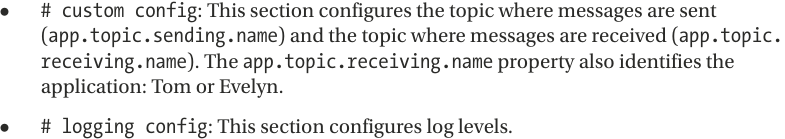 • # custom config: This section configures the topic where messages are sent
(app.topic.sending.name) and the topic where messages are received (app.topic.
receiving.name). The app.topic.receiving.name property also identifies the
application: Tom or Evelyn.
• # logging config: This section configures log levels.